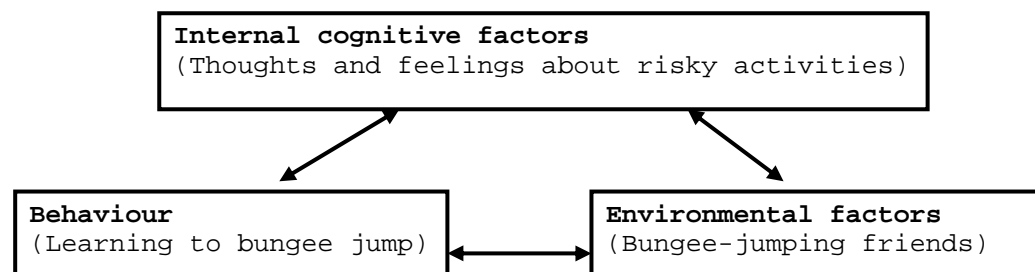 Internal cognitive factors
(Thoughts and feelings about risky activities)
Behaviour
(Learning to bungee jump)
Environmental factors
(Bungee-jumping friends)